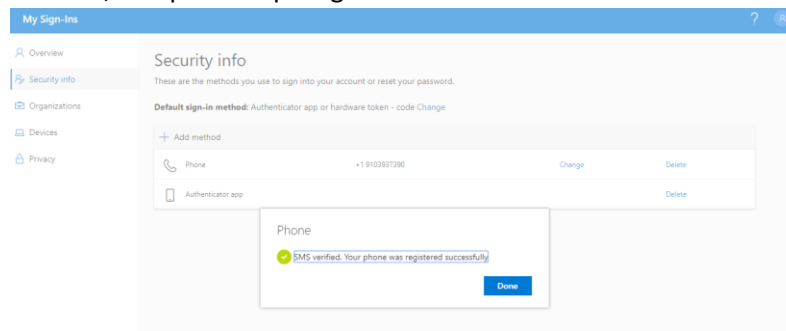 My Sign-Ins
?
Overview
Security info
Organizations
Devices
Privacy
Security info
These are the methods you use to sign into your account or reset your password.
Default sign-in method: Authenticator app or hardware token - code Change
+ Add method
Phone +1 9103937390 Change Delete
Authenticator app Delete
Phone
SMS verified. Your phone was registered successfully
Done